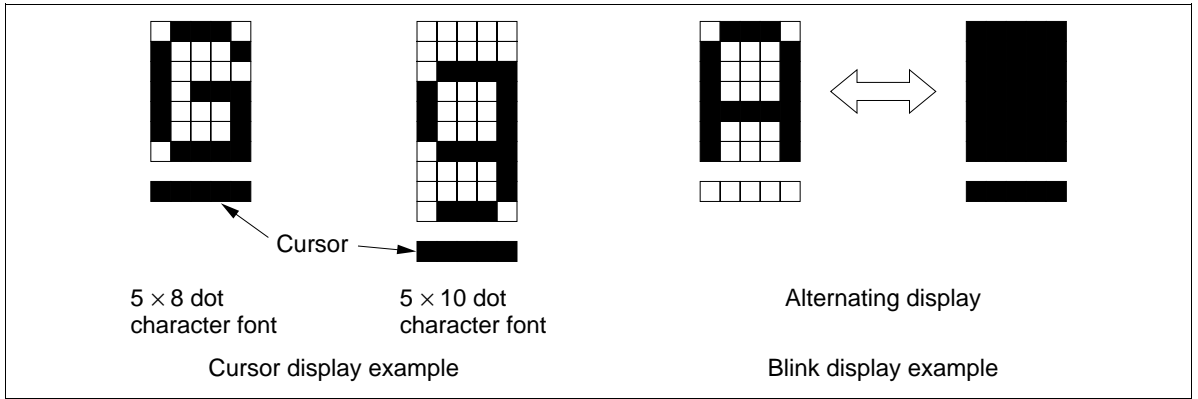 Cursor
5 × 8 dot
character font
5 × 10 dot
character font
Alternating display
Cursor display example
Blink display example